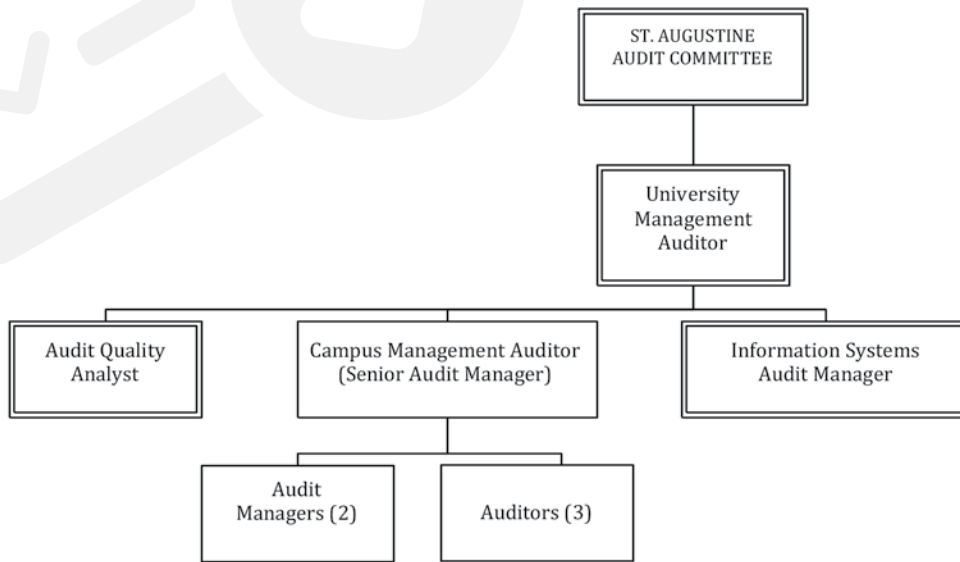 ST. AUGUSTINE
AUDIT COMMITTEE
University
Management
Auditor
Audit Quality
Analyst
Campus Management Auditor
(Senior Audit Manager)
Information Systems
Audit Manager
Audit
Managers (2)
Auditors (3)